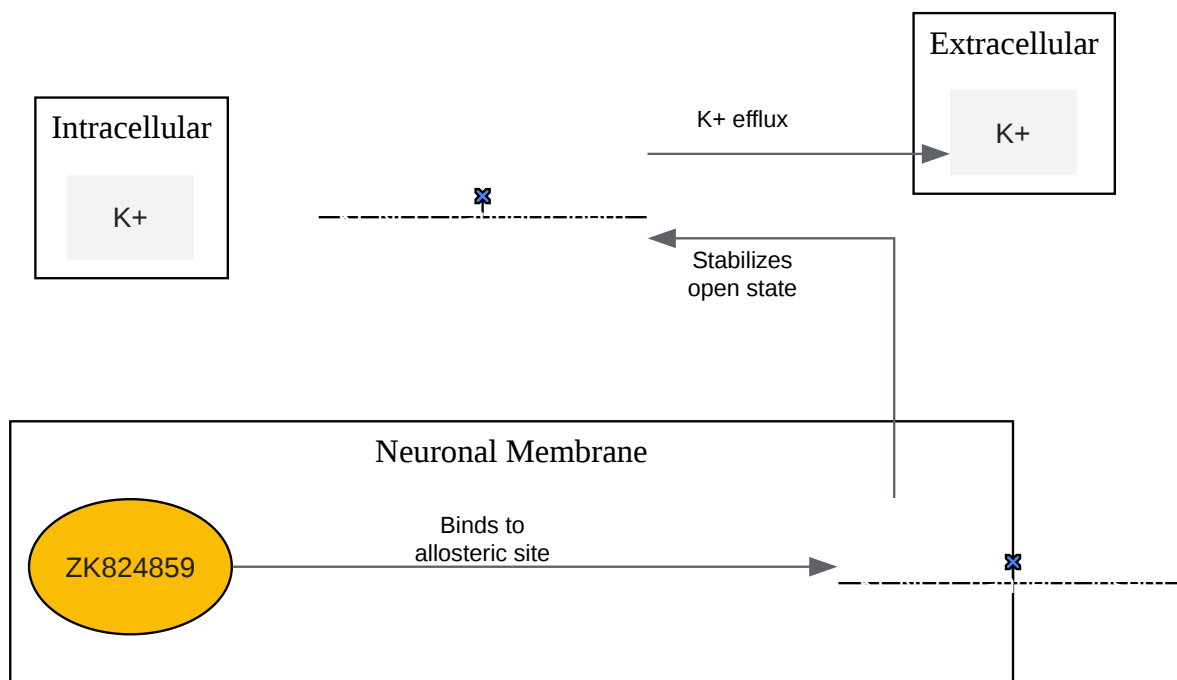 Extracellular
K+
Intracellular
K+
K+ efflux
Stabilizes
open state
Neuronal Membrane
ZK824859
Binds to
allosteric site